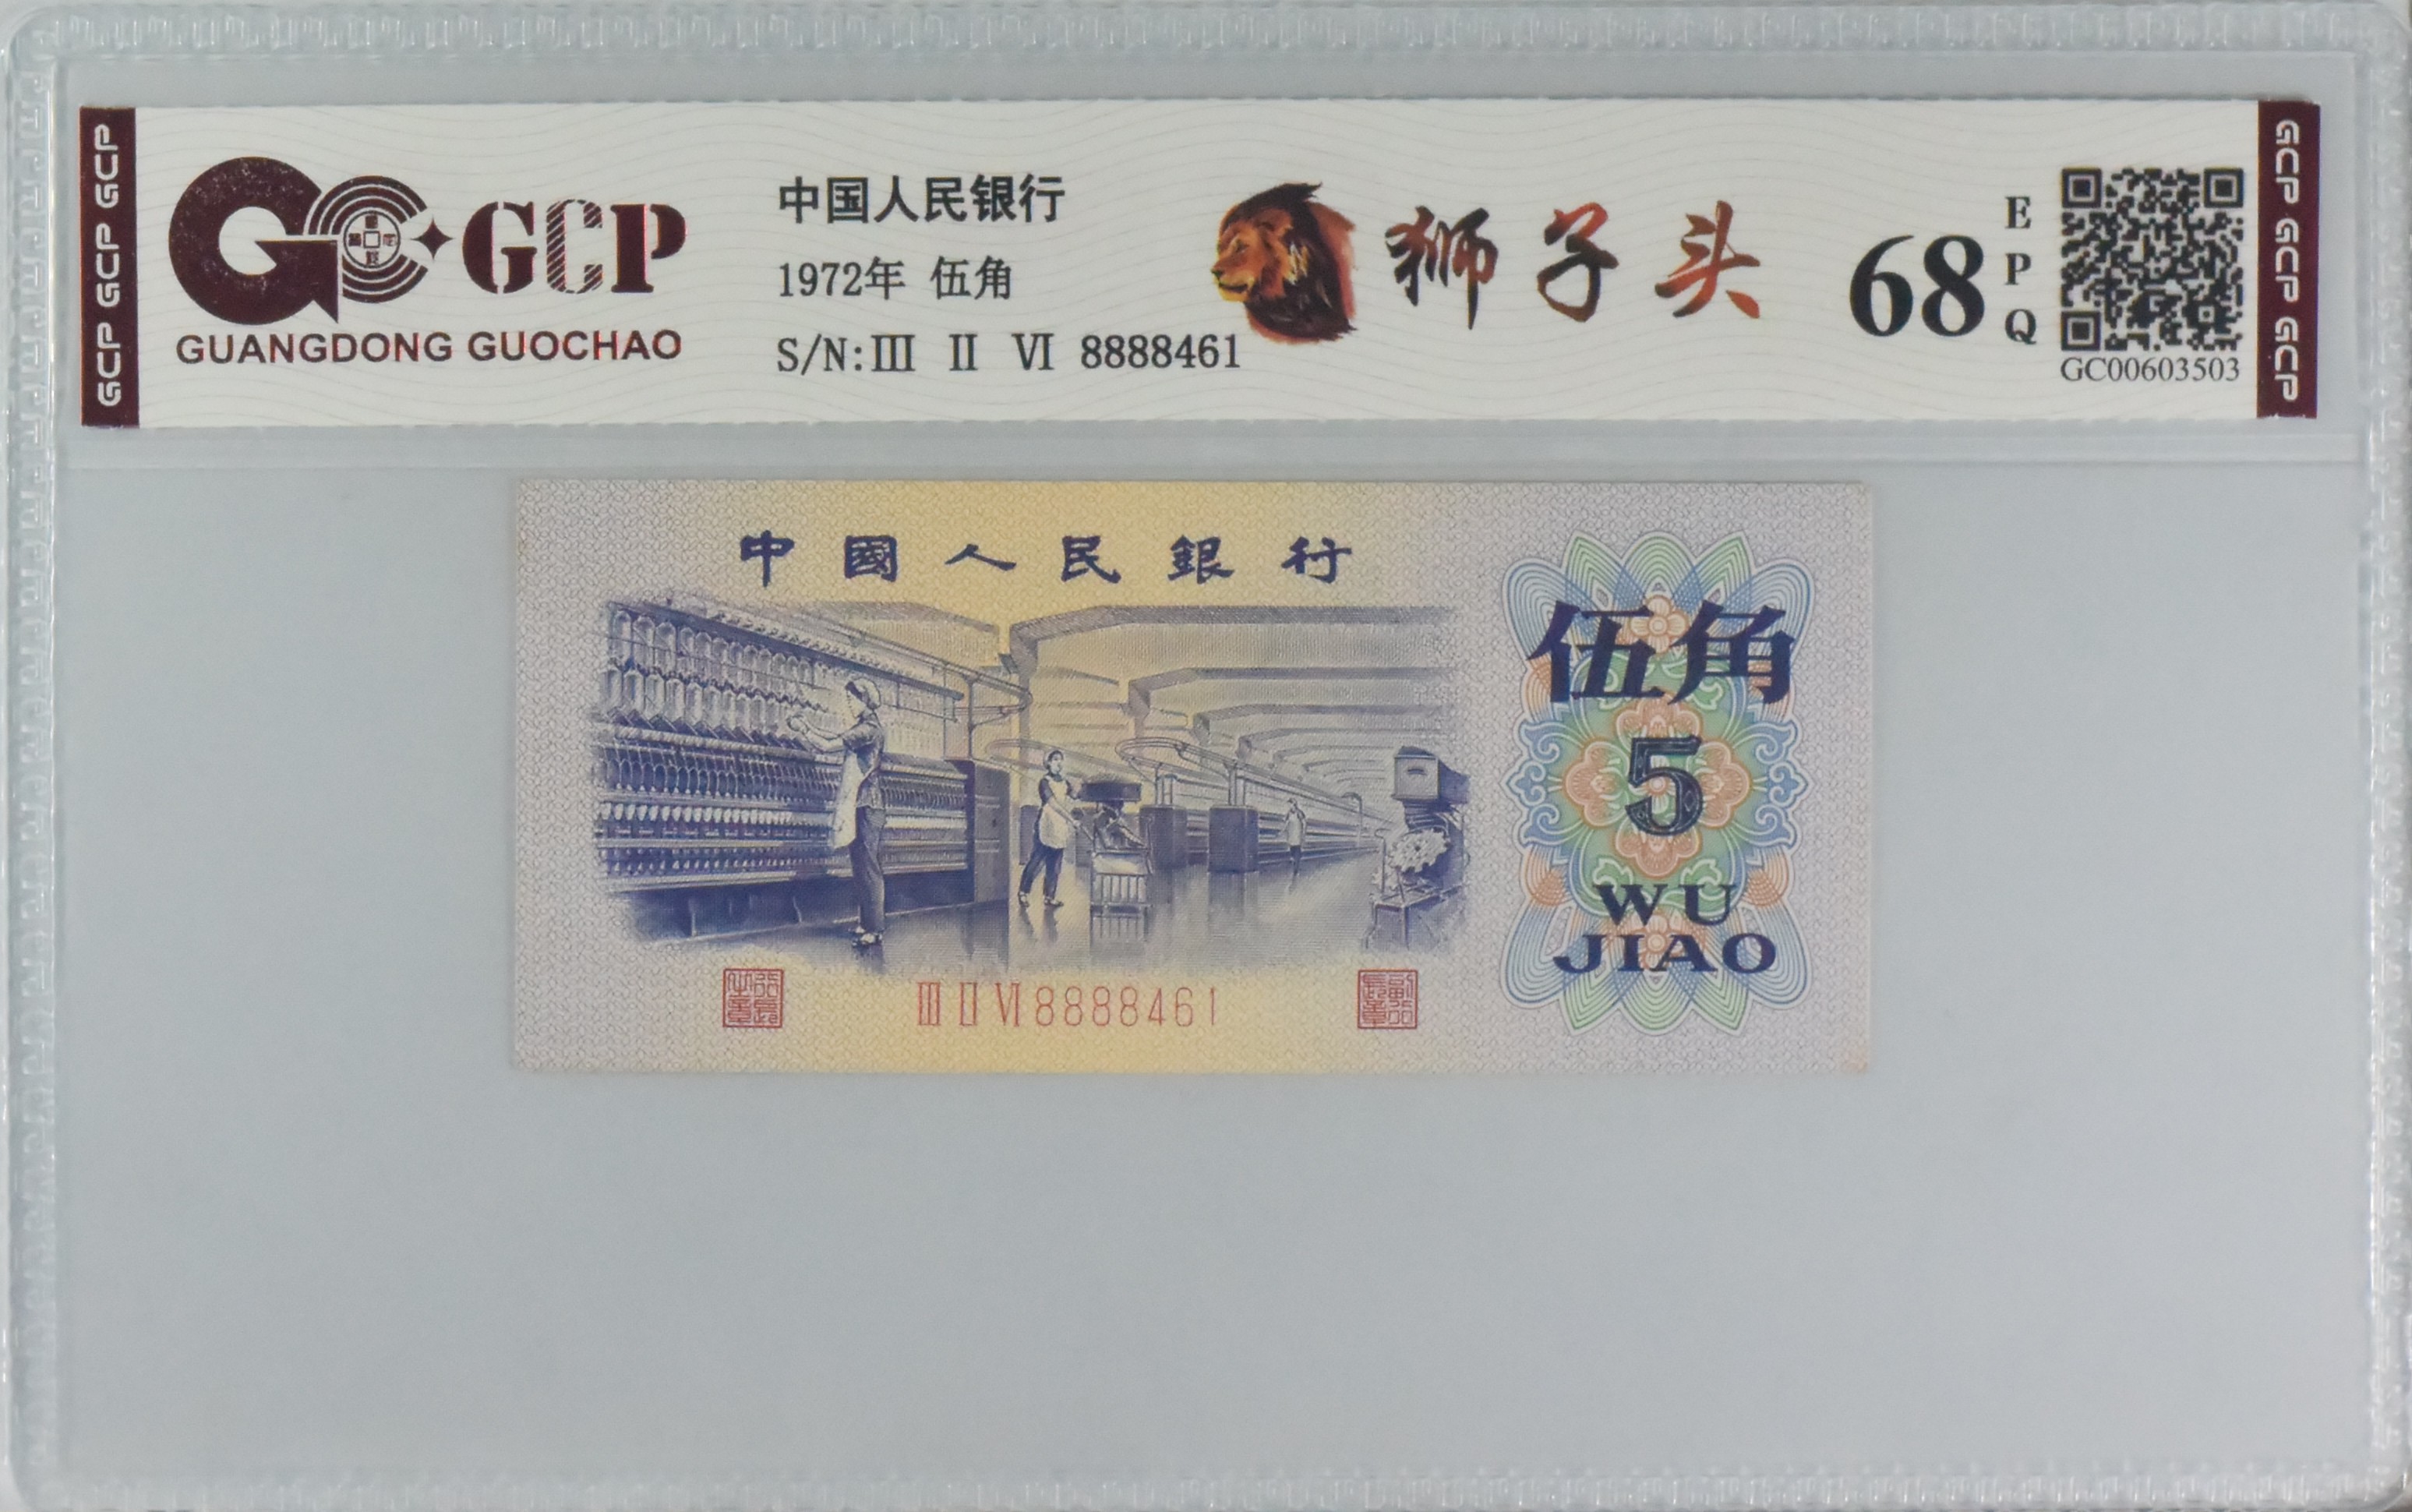 GCP GCP GCP
GCP
GUANGDONG GUOCHAO
中国人民银行
1972年 伍角
S/N:Ⅲ Ⅱ Ⅵ 8888461
狮子头
68
EPQ
GC00603503
GCP GCP GCP
中國人民銀行
伍角
5
WU
JIAO
Ⅲ Ⅱ Ⅵ 8888461